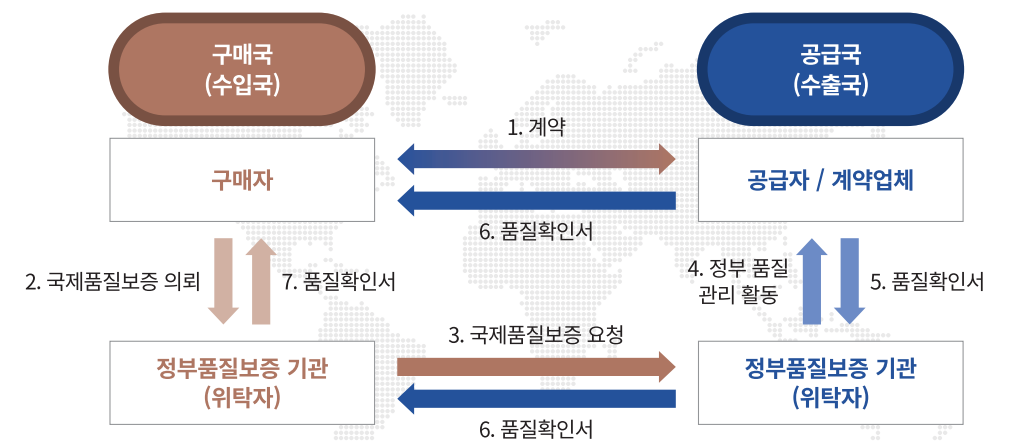 구매국
(수입국)
공급국
(수출국)
1. 계약
구매자
공급자 / 계약업체
6. 품질확인서
2. 국제품질보증 의뢰
7. 품질확인서
4. 정부 품질
관리 활동
5. 품질확인서
3. 국제품질보증 요청
정부품질보증 기관
(위탁자)
정부품질보증 기관
(위탁자)
6. 품질확인서